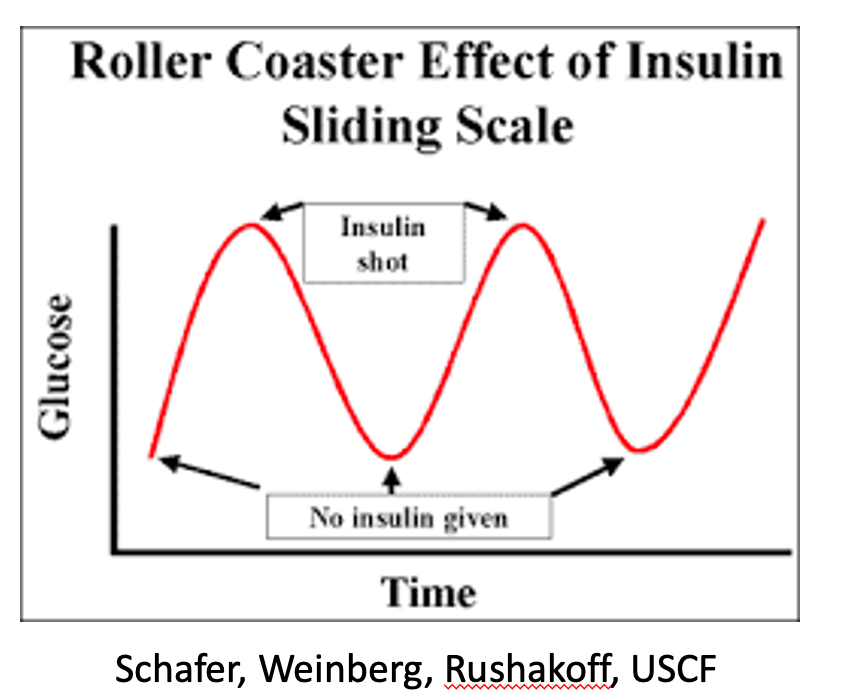 Roller Coaster Effect of Insulin
Sliding Scale
Insulin
shot
Glucose
No insulin given
Time
Schafer, Weinberg, Rushakoff, USCF